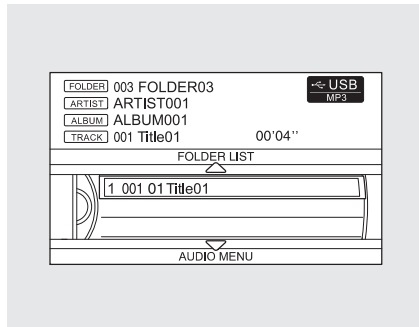 FOLDER 003 FOLDER03
USB
MP3
ARTIST ARTIST001
ALBUM ALBUM001
TRACK 001 Title01 00'04''
FOLDER LIST
1 001 01 Title01
AUDIO MENU